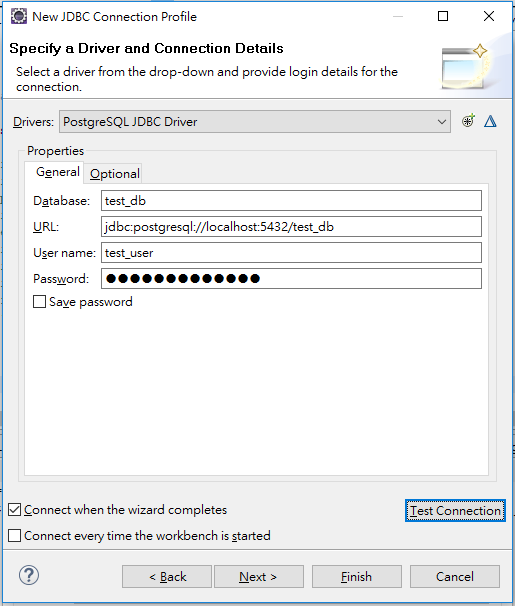 New JDBC Connection Profile
Specify a Driver and Connection Details
Select a driver from the drop-down and provide login details for the
connection.
Drivers: PostgreSQL JDBC Driver
Properties
General Optional
Database: test_db
URL: jdbc:postgresql://localhost:5432/test_db
User name: test_user
Password: ●●●●●●●●●●●●●
Save password
Connect when the wizard completes
Test Connection
Connect every time the workbench is started
? < Back Next > Finish Cancel